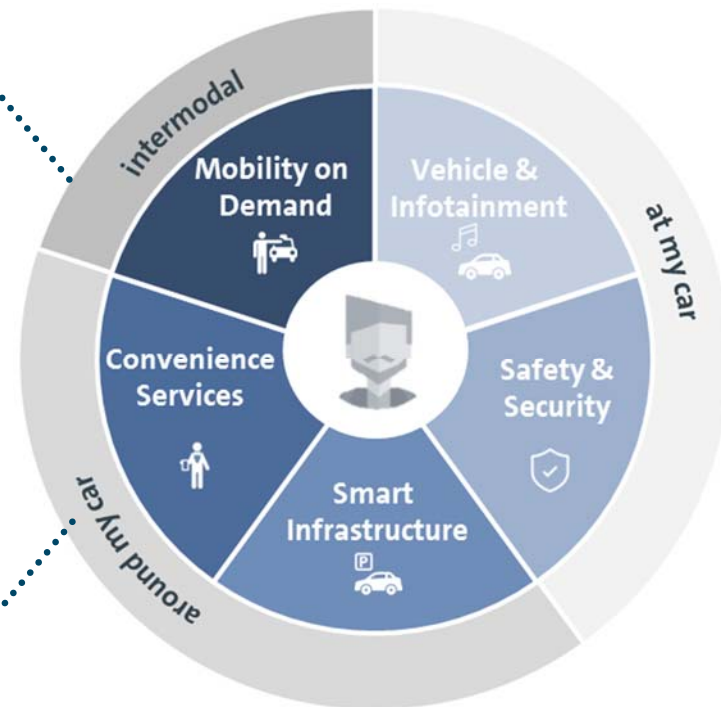 intermodal
Mobility on
Demand
Vehicle &
Infotainment
at my car
Convenience
Services
Safety &
Security
Smart
Infrastructure
P
around my car